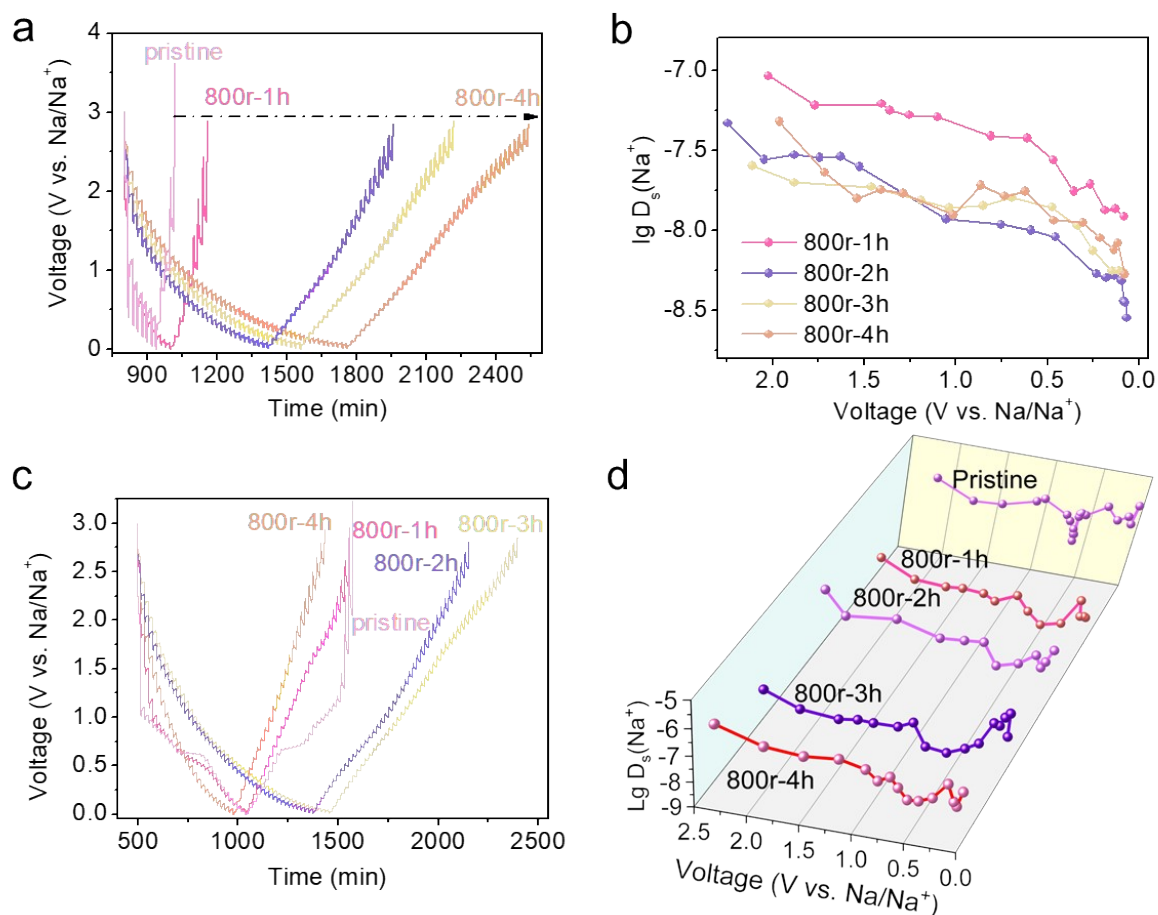 a
Voltage (V vs. Na/Na⁺)
4
3
2
1
0
pristine
800r-1h
800r-4h
900
1200
1500
1800
2100
2400
Time (min)
b
lg Dₛ(Na⁺)
-7.0
-7.5
-8.0
-8.5
800r-1h
800r-2h
800r-3h
800r-4h
2.0
1.5
1.0
0.5
0.0
Voltage (V vs. Na/Na⁺)
c
Voltage (V vs. Na/Na⁺)
3.0
2.5
2.0
1.5
1.0
0.5
0.0
800r-4h
800r-1h
800r-3h
800r-2h
pristine
500
1000
1500
2000
2500
Time (min)
d
Pristine
800r-1h
800r-2h
800r-3h
800r-4h
Lg Dₛ(Na⁺)
-5
-6
-7
-8
-9
2.5
2.0
1.5
1.0
0.5
0.0
Voltage (V vs. Na/Na⁺)